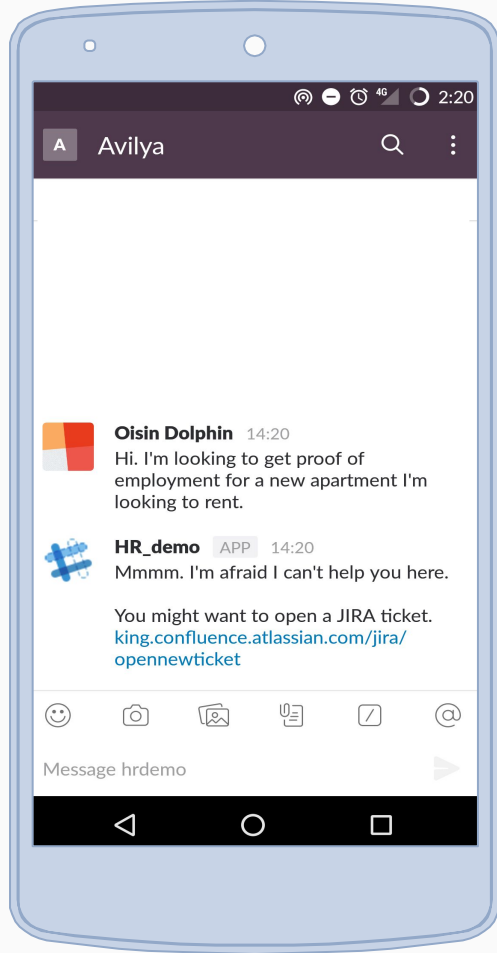 4G 2:20
A Avilya
Oisin Dolphin 14:20
Hi. I'm looking to get proof of
employment for a new apartment I'm
looking to rent.
HR_demo APP 14:20
Mmmm. I'm afraid I can't help you here.
You might want to open a JIRA ticket.
king.confluence.atlassian.com/jira/
opennewticket
Message hrdemo